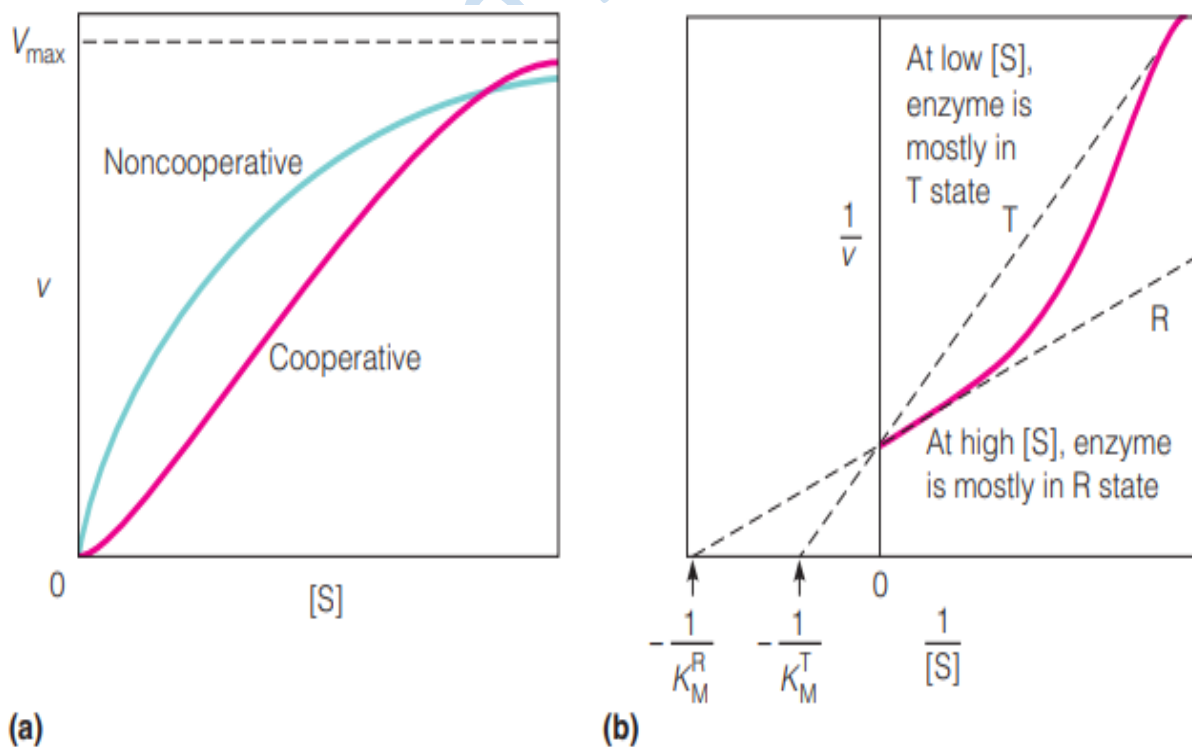 V_max
Noncooperative
Cooperative
v
0
[S]
(a)
At low [S],
enzyme is
mostly in
T state
T
1/v
R
At high [S], enzyme
is mostly in R state
0
-1/K_M^R
-1/K_M^T
1/[S]
(b)